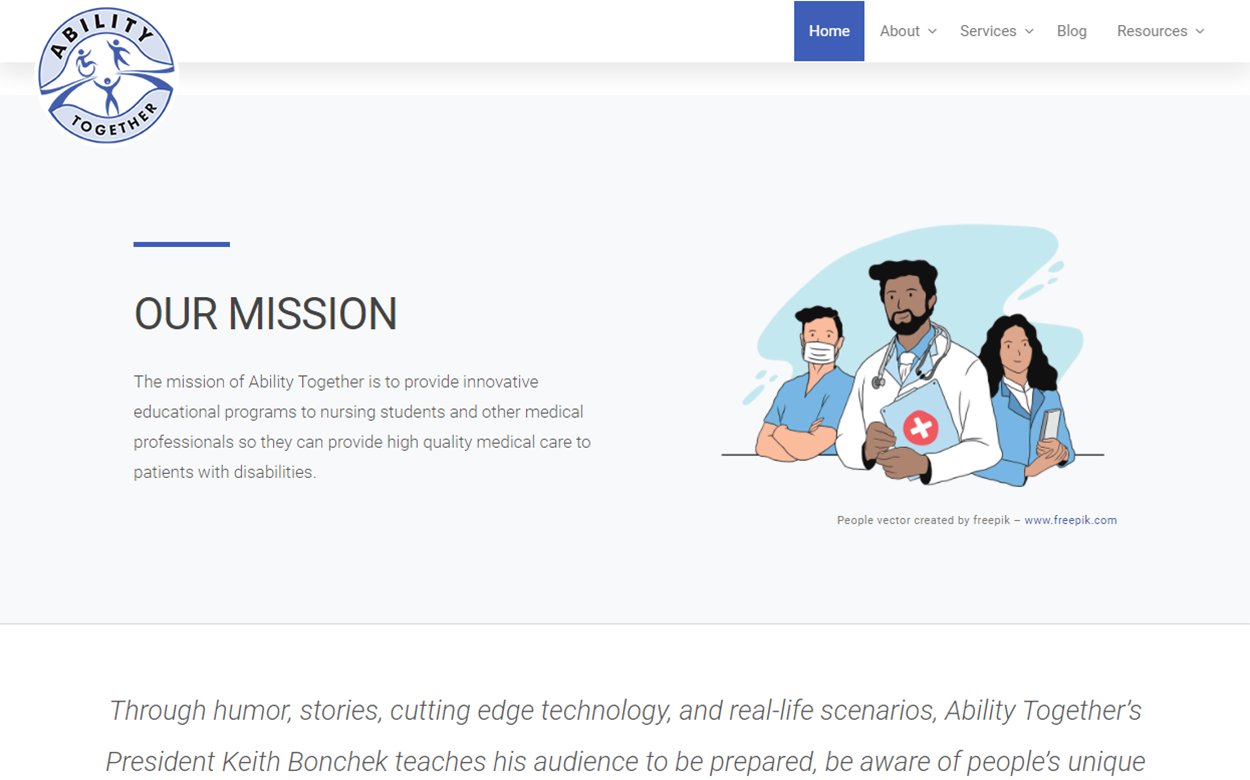 ABILITY
TOGETHER
Home
About
Services
Blog
Resources
OUR MISSION
The mission of Ability Together is to provide innovative
educational programs to nursing students and other medical
professionals so they can provide high quality medical care to
patients with disabilities.
People vector created by freepik – www.freepik.com
Through humor, stories, cutting edge technology, and real-life scenarios, Ability Together’s
President Keith Bonchek teaches his audience to be prepared, be aware of people’s unique